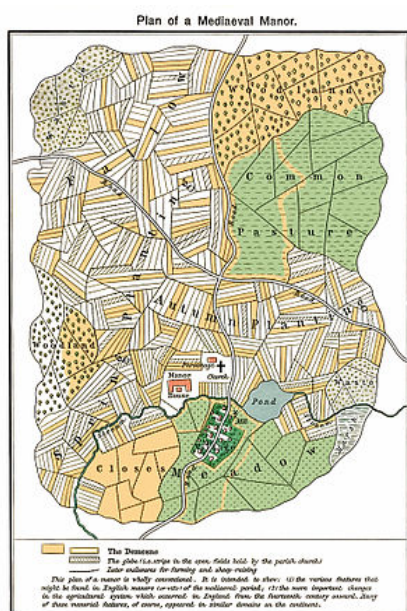 Plan of a Mediaeval Manor.
Woodland
Fallow
Common
Pasture
Spring Planting
Autumn Planting
Woodland
Parsonage
Church
Manor
House
Pond
Closes
Meadow
The Demesne
The glebe i.e. strips in the open fields held by the parish church
Later enclosures for farming and sheep-raising
This plan of a manor is wholly conventional. It is intended to show: (1) the various features that
might be found in English manors of the mediaeval period; (2) the more important changes
in the agricultural system which occurred in England from the fourteenth century onward. Many
of these material features, of course, appeared in similar domains on the continent.